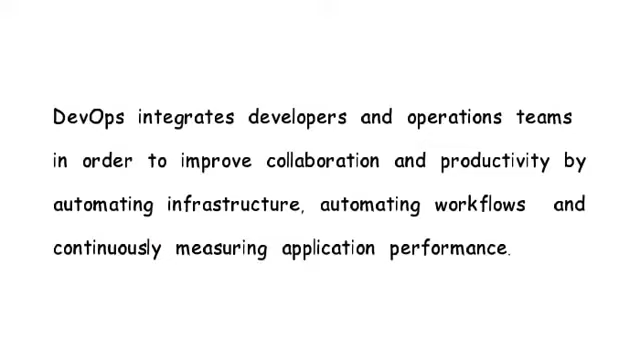 DevOps integrates developers and operations teams
in order to improve collaboration and productivity by
automating infrastructure, automating workflows and
continuously measuring application performance.